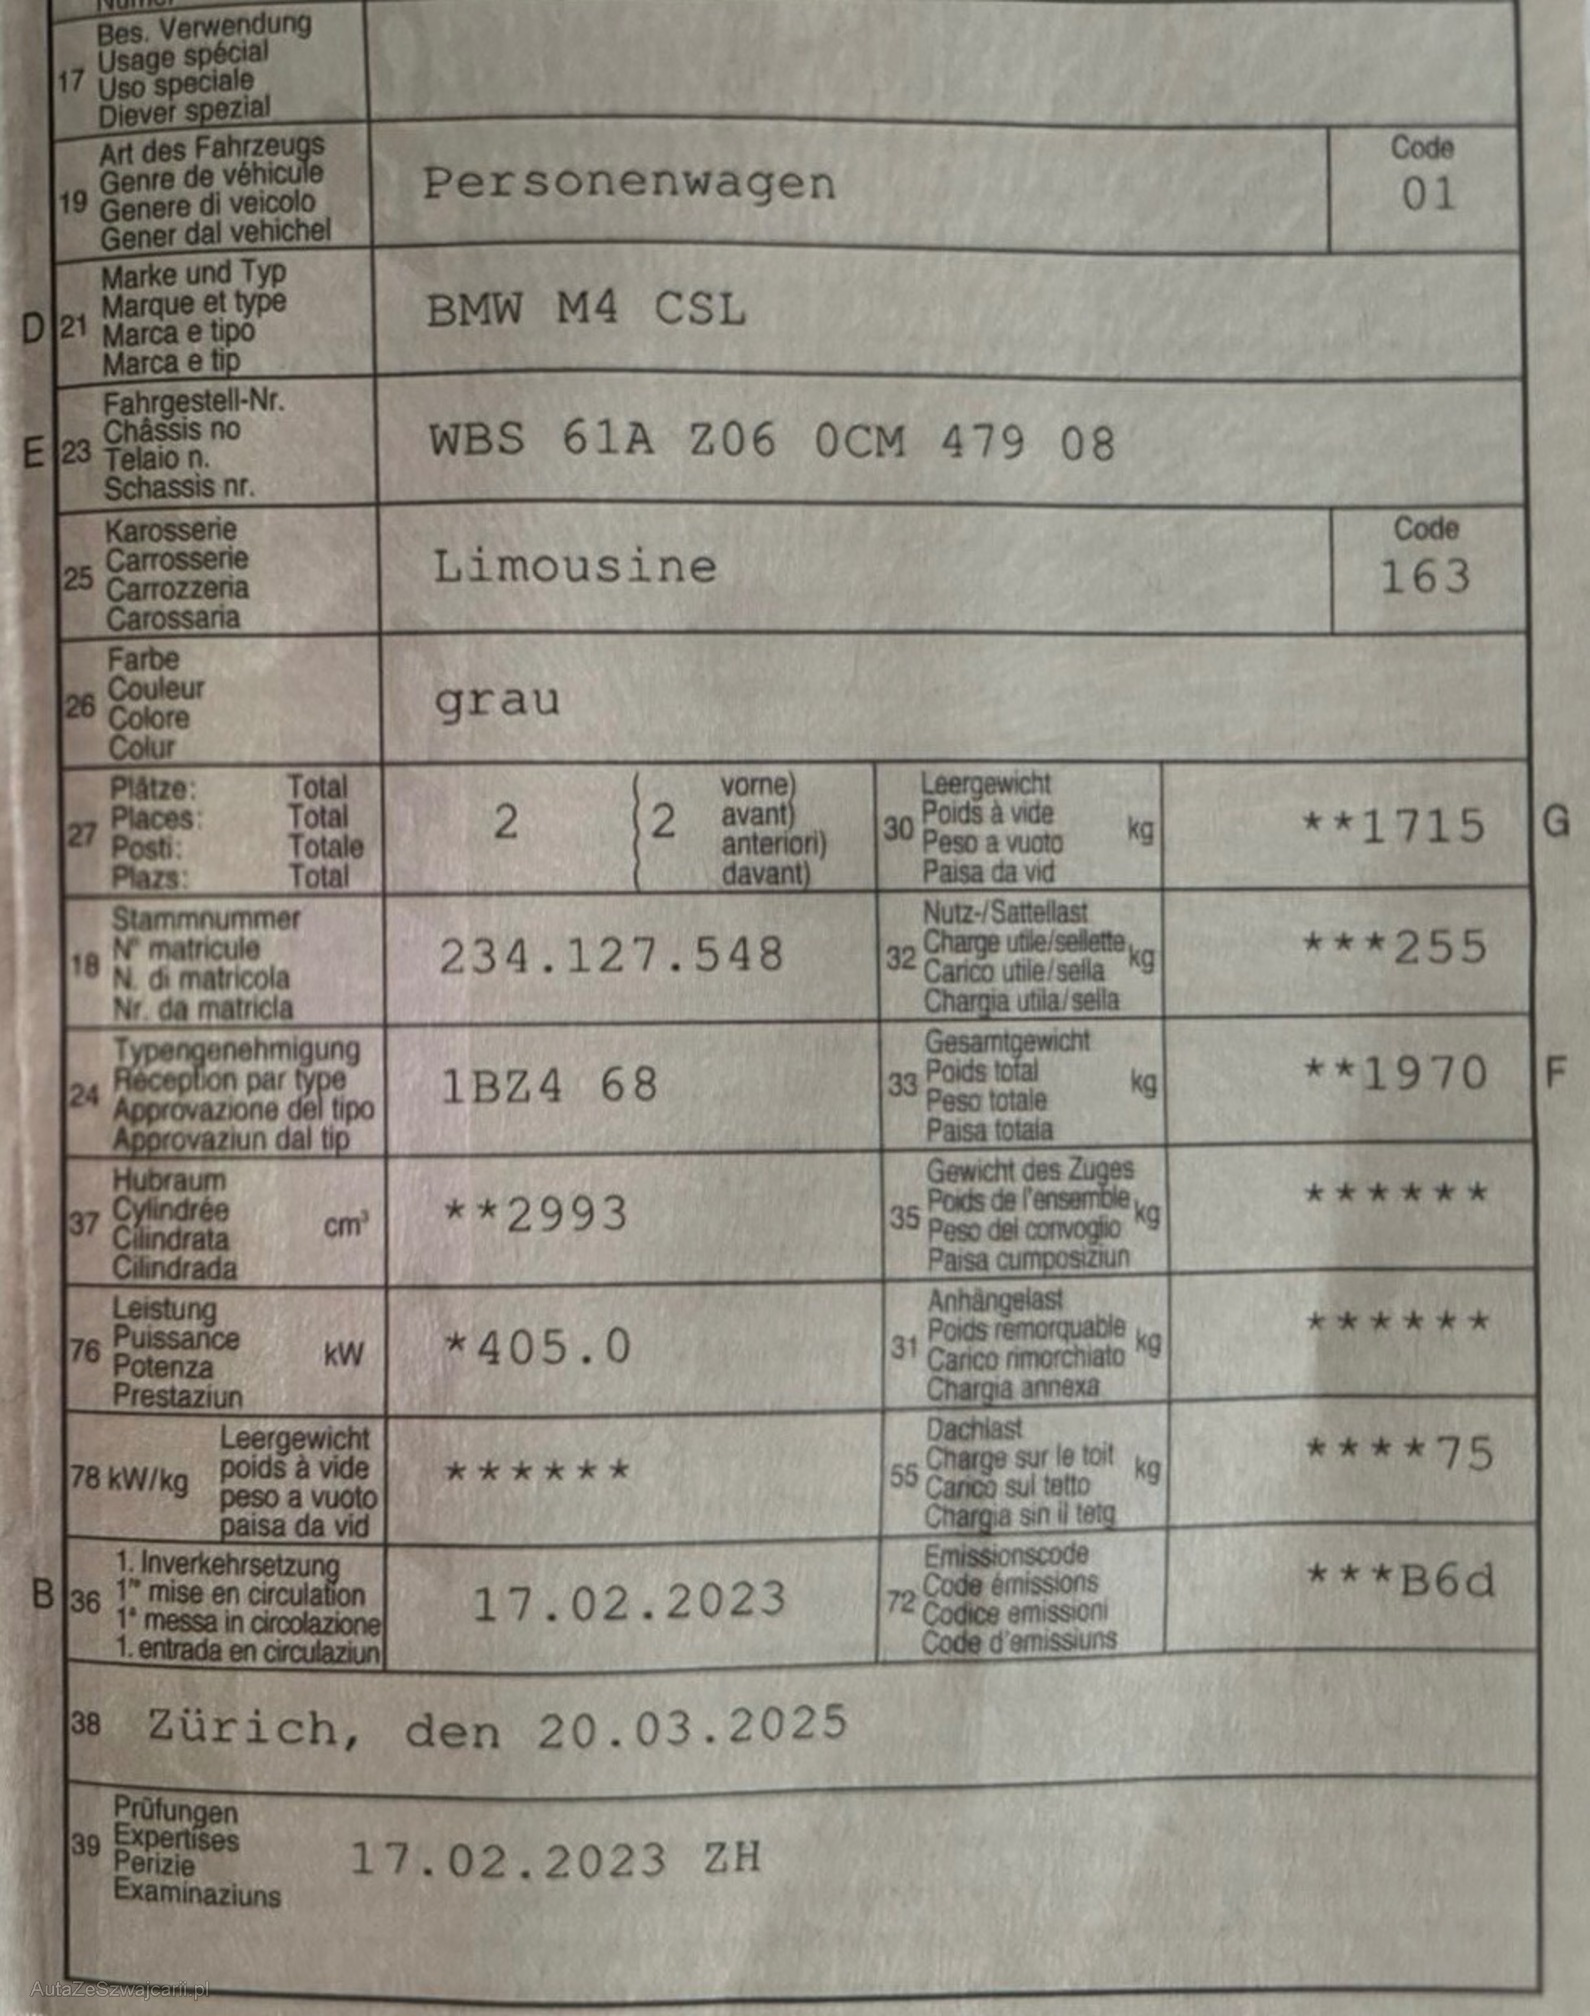 Bes. Verwendung
17 Usage spécial
Uso speciale
Diever spezial
Art des Fahrzeugs
19 Genre de véhicule
Genere di veicolo
Gener dal vehichel
Personenwagen
Code
01
D 21 Marke und Typ
Marque et type
Marca e tipo
Marca e tip
BMW M4 CSL
E 23 Fahrgestell-Nr.
Châssis no
Telaio n.
Schassis nr.
WBS 61A Z06 0CM 479 08
25 Karosserie
Carrosserie
Carrozzeria
Carossaria
Limousine
Code
163
26 Farbe
Couleur
Colore
Colur
grau
27 Plätze: Total
Places: Total
Posti: Totale
Plazs: Total
2 (2 vorne)
avant)
anteriori)
davant)
30 Leergewicht
Poids à vide kg
Peso a vuoto
Paisa da vid
**1715 G
18 Stammnummer
N° matricule
N. di matricola
Nr. da matricla
234.127.548
32 Nutz-/Sattellast
Charge utile/sellette kg
Carico utile/sella
Chargia utila/sella
***255
24 Typengenehmigung
Réception par type
Approvazione del tipo
Approvaziun dal tip
1BZ4 68
33 Gesamtgewicht
Poids total kg
Peso totale
Paisa totala
**1970 F
37 Hubraum
Cylindrée cm³
Cilindrata
Cilindrada
**2993
35 Gewicht des Zuges
Poids de l'ensemble kg
Peso del convoglio
Paisa cumposiziun
******
76 Leistung
Puissance kW
Potenza
Prestaziun
*405.0
31 Anhängelast
Poids remorquable kg
Carico rimorchiato
Chargia annexa
******
78 kW/kg Leergewicht
poids à vide
peso a vuoto
paisa da vid
******
55 Dachlast
Charge sur le toit kg
Carico sul tetto
Chargia sin il tetg
****75
B 36 1. Inverkehrsetzung
1re mise en circulation
1a messa in circolazione
1. entrada en circulaziun
17.02.2023
72 Emissionscode
Code émissions
Codice emissioni
Code d'emissiuns
***B6d
38 Zürich, den 20.03.2025
39 Prüfungen
Expertises
Perizie
Examinaziuns
17.02.2023 ZH
AutaZeSzwajcarii.pl